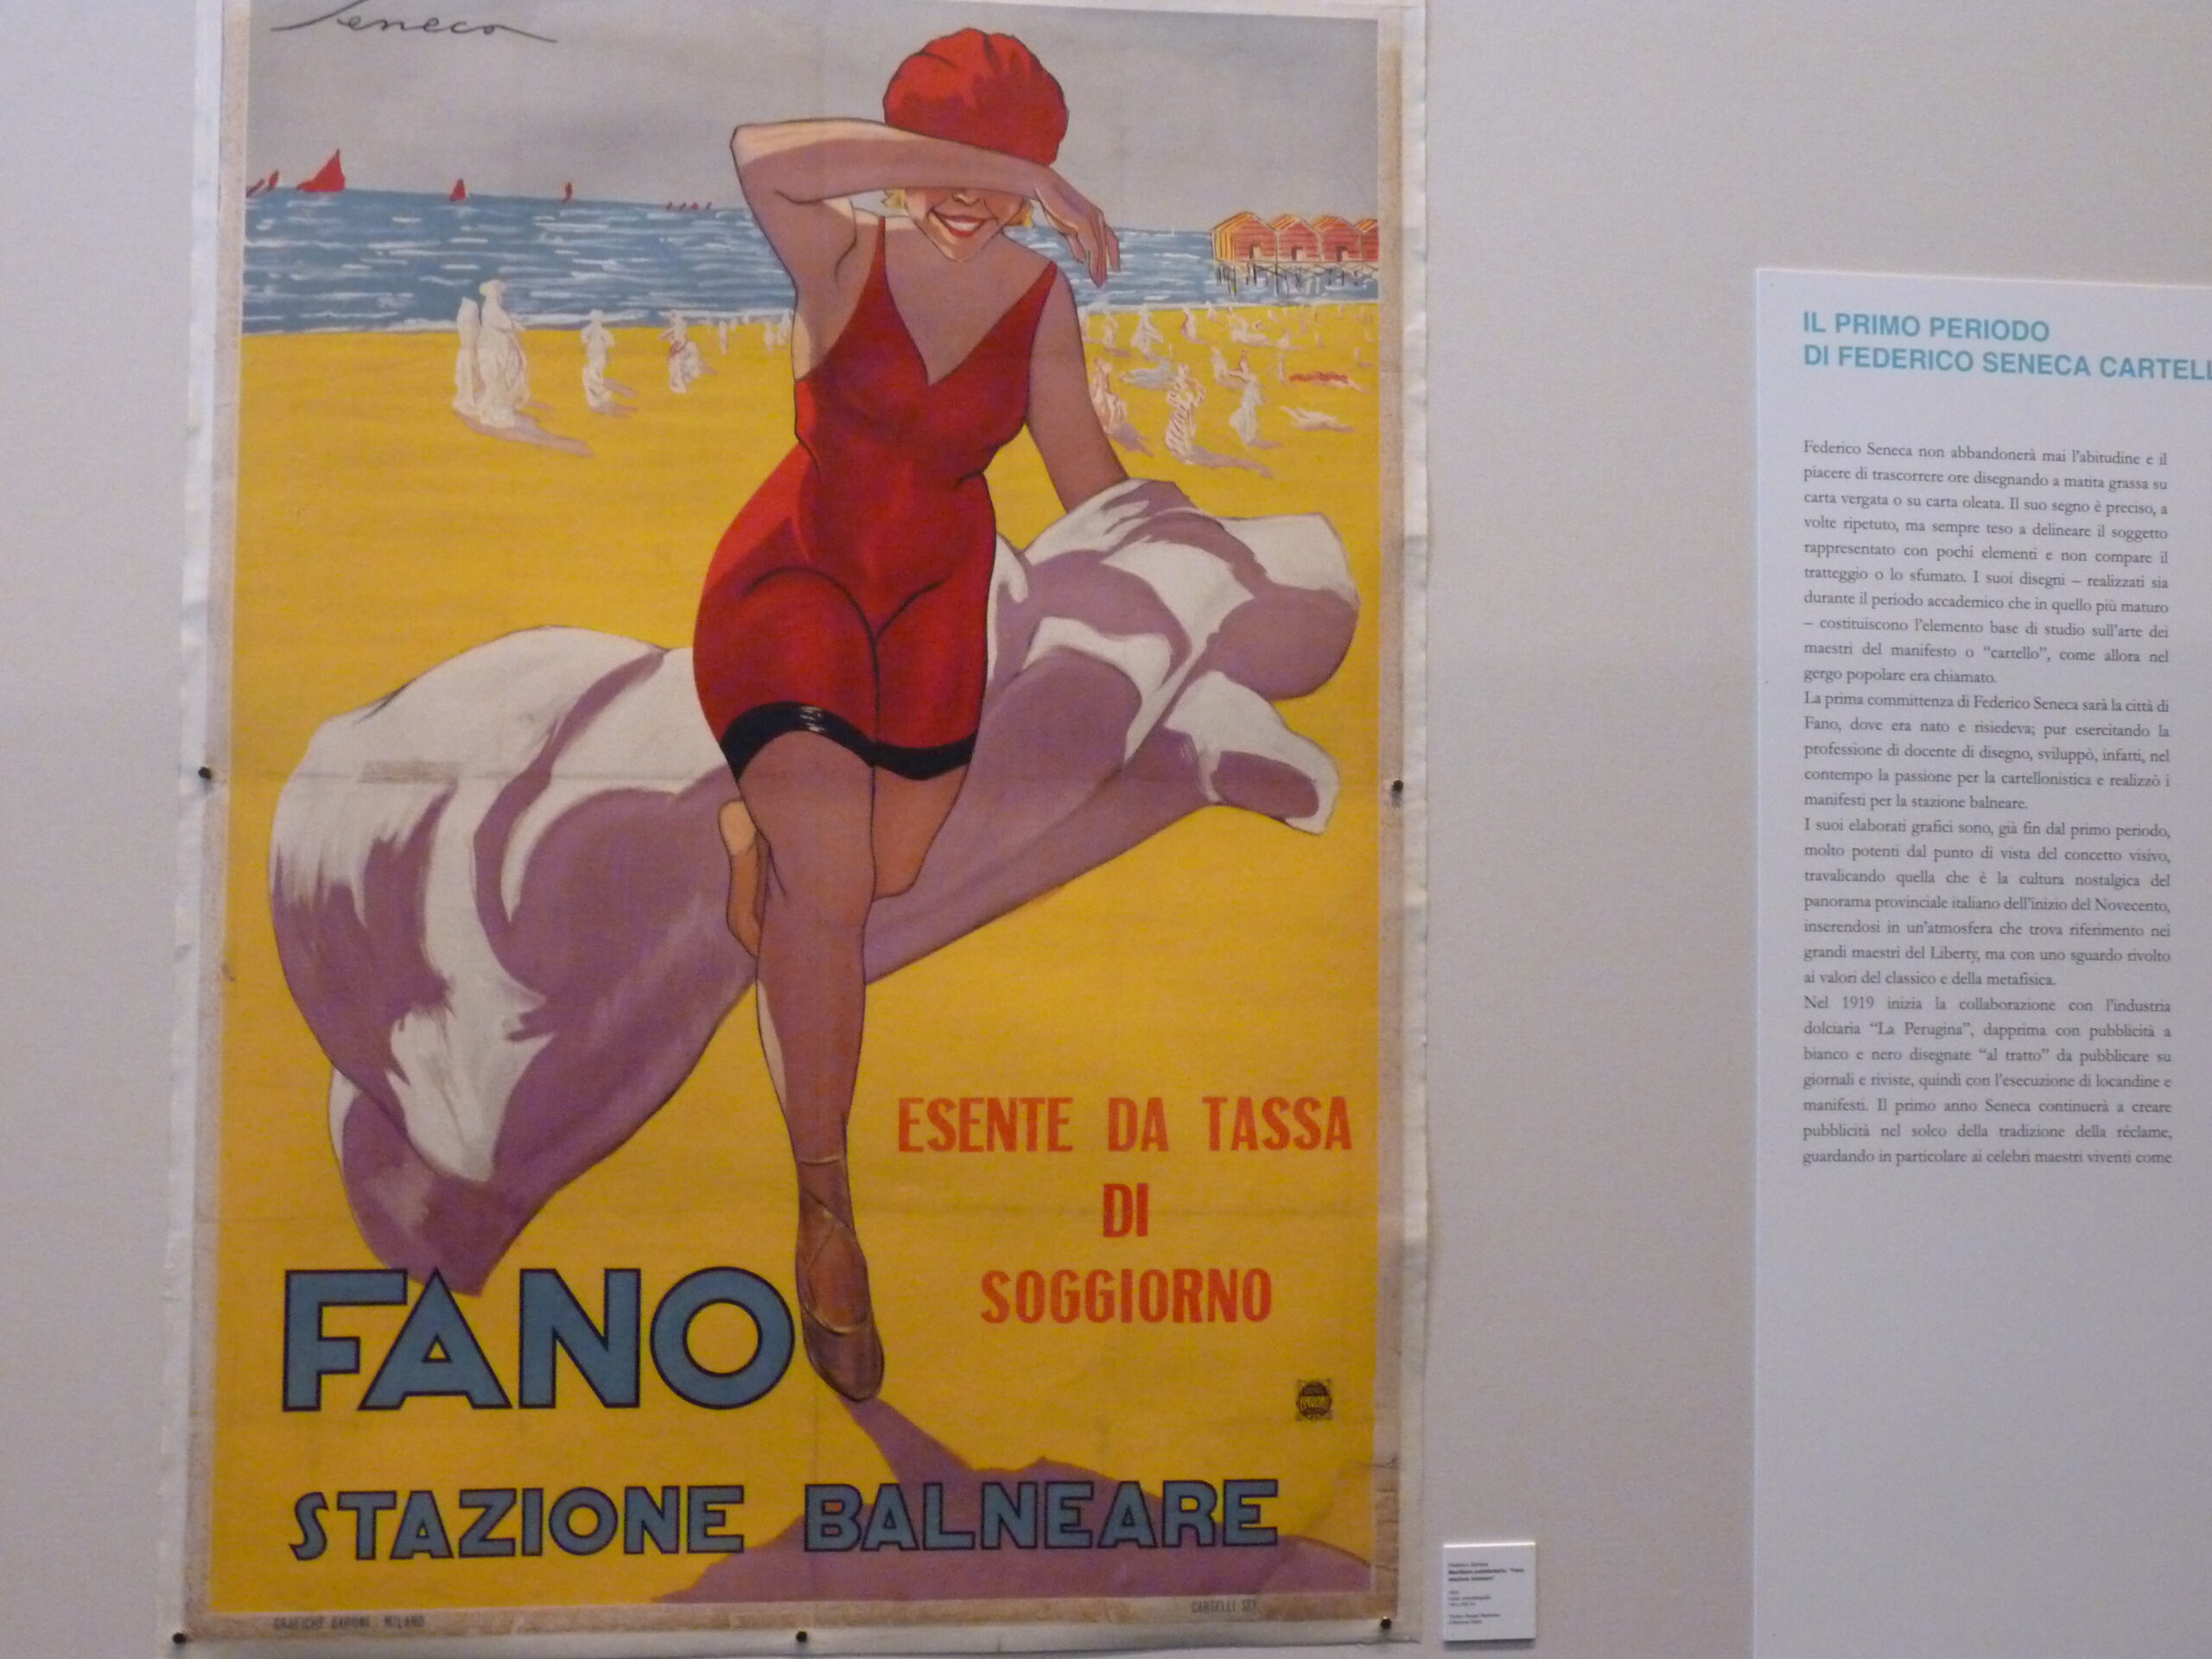 Seneca
ESENTE DA TASSA
DI
SOGGIORNO
FANO
STAZIONE BALNEARE
GRAFICHE BARONI - MILANO
IL PRIMO PERIODO
DI FEDERICO SENECA CARTELL
Federico Seneca non abbandonerà mai l'abitudine e il
piacere di trascorrere ore disegnando a matita grassa su
carta vergata o su carta oleata. Il suo segno è preciso, a
volte ripetuto, ma sempre teso a delineare il soggetto
rappresentato con pochi elementi e non compare il
tratteggio o lo sfumato. I suoi disegni – realizzati sia
durante il periodo accademico che in quello più maturo
– costituiscono l'elemento base di studio sull'arte dei
maestri del manifesto o “cartello”, come allora nel
gergo popolare era chiamato.
La prima committenza di Federico Seneca sarà la città di
Fano, dove era nato e risiedeva; pur esercitando la
professione di docente di disegno, sviluppò, infatti, nel
contempo la passione per la cartellonistica e realizzò i
manifesti per la stazione balneare.
I suoi elaborati grafici sono, già fin dal primo periodo,
molto potenti dal punto di vista del concetto visivo,
travalicando quella che è la cultura nostalgica del
panorama provinciale italiano dell'inizio del Novecento,
inserendosi in un'atmosfera che trova riferimento nei
grandi maestri del Liberty, ma con uno sguardo rivolto
ai valori del classico e della metafisica.
Nel 1919 inizia la collaborazione con l'industria
dolciaria “La Perugina”, dapprima con pubblicità a
bianco e nero disegnate “al tratto” da pubblicare su
giornali e riviste, quindi con l'esecuzione di locandine e
manifesti. Il primo anno Seneca continuerà a creare
pubblicità nel solco della tradizione della réclame,
guardando in particolare ai celebri maestri viventi come